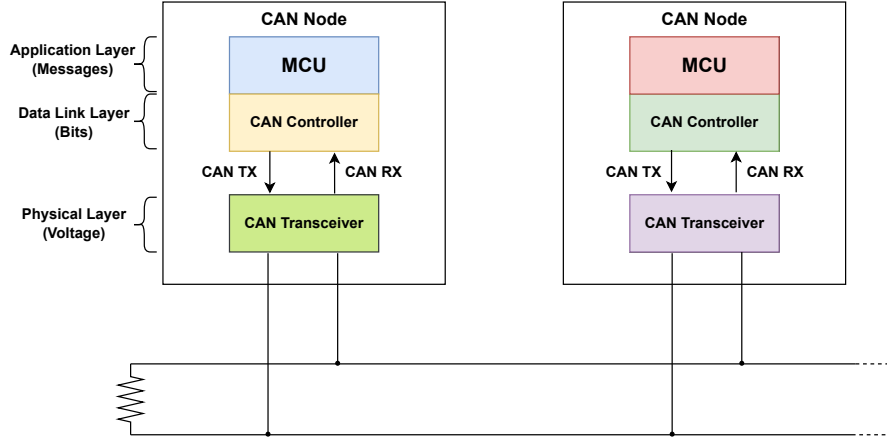 CAN Node
CAN Node
Application Layer
(Messages)
MCU
MCU
Data Link Layer
(Bits)
CAN Controller
CAN Controller
CAN TX
CAN RX
CAN TX
CAN RX
Physical Layer
(Voltage)
CAN Transceiver
CAN Transceiver